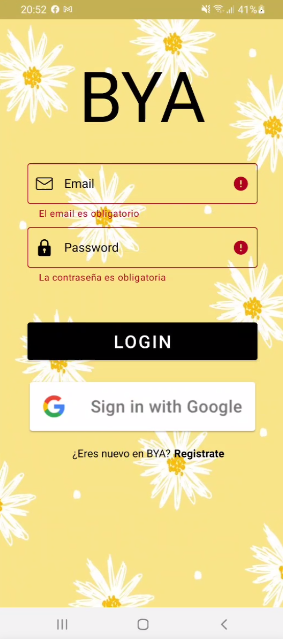 20:52 41%
BYA
Email
El email es obligatorio
Password
La contraseña es obligatoria
LOGIN
Sign in with Google
¿Eres nuevo en BYA? Registrate